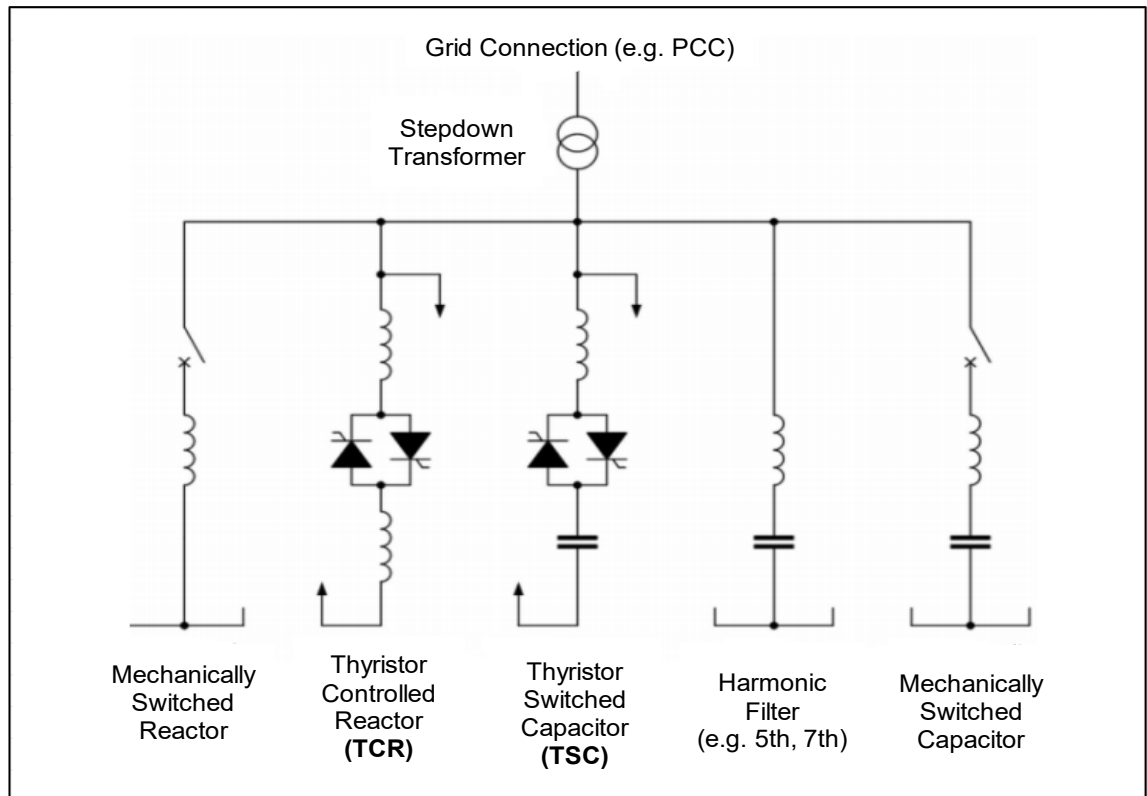 Grid Connection (e.g. PCC)
Stepdown
Transformer
Mechanically
Switched
Reactor
Thyristor
Controlled
Reactor
(TCR)
Thyristor
Switched
Capacitor
(TSC)
Harmonic
Filter
(e.g. 5th, 7th)
Mechanically
Switched
Capacitor